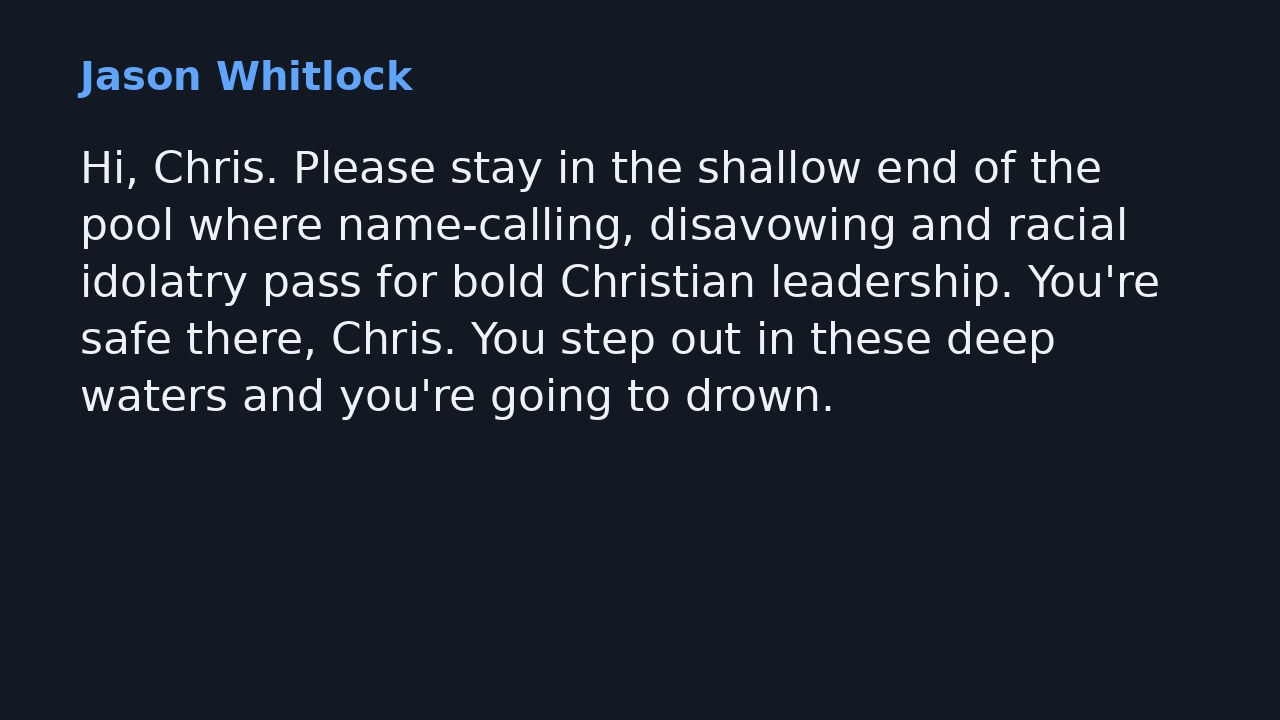 Jason Whitlock
Hi, Chris. Please stay in the shallow end of the
pool where name-calling, disavowing and racial
idolatry pass for bold Christian leadership. You're
safe there, Chris. You step out in these deep
waters and you're going to drown.